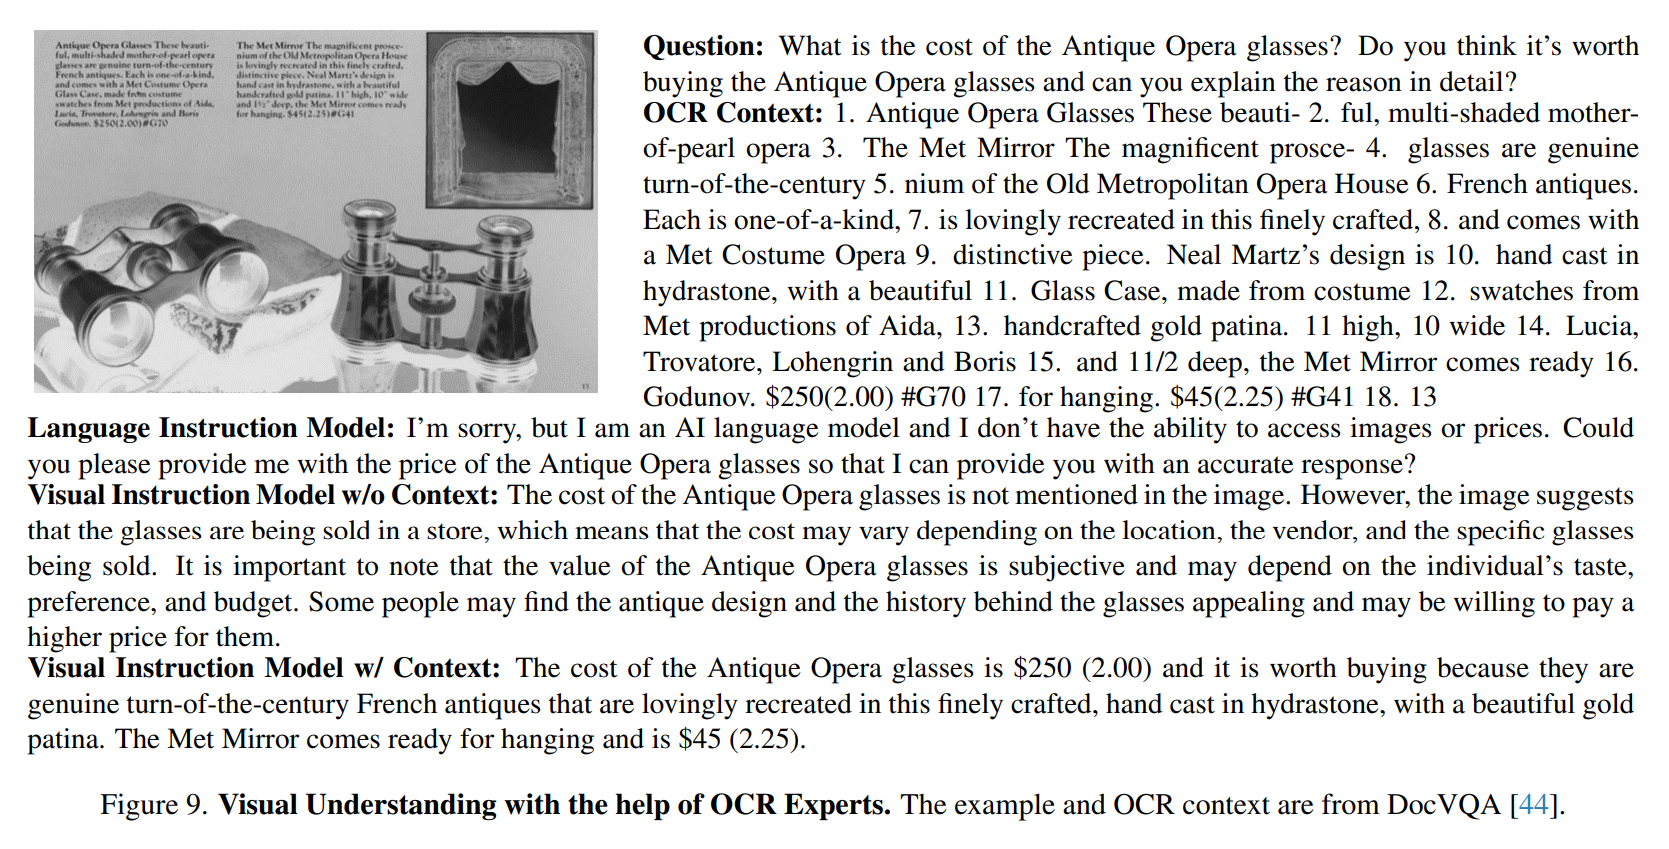 Antique Opera Glasses These beauti-
ful, multi-shaded mother-of-pearl opera
glasses are genuine turn-of-the-century
French antiques. Each is one-of-a-kind,
and comes with a Met Costume Opera
Glass Case, made from costume
swatches from Met productions of Aida,
Lucia, Trovatore, Lohengrin and Boris
Godunov. $250(2.00)#G70
The Met Mirror The magnificent prosce-
nium of the Old Metropolitan Opera House
is lovingly recreated in this finely crafted,
distinctive piece. Neal Martz's design is
hand cast in hydrastone, with a beautiful
handcrafted gold patina. 11" high, 10" wide
and 1½" deep, the Met Mirror comes ready
for hanging. $45(2.25)#G41
13
Question: What is the cost of the Antique Opera glasses? Do you think it's worth
buying the Antique Opera glasses and can you explain the reason in detail?
OCR Context: 1. Antique Opera Glasses These beauti- 2. ful, multi-shaded mother-
of-pearl opera 3. The Met Mirror The magnificent prosce- 4. glasses are genuine
turn-of-the-century 5. nium of the Old Metropolitan Opera House 6. French antiques.
Each is one-of-a-kind, 7. is lovingly recreated in this finely crafted, 8. and comes with
a Met Costume Opera 9. distinctive piece. Neal Martz's design is 10. hand cast in
hydrastone, with a beautiful 11. Glass Case, made from costume 12. swatches from
Met productions of Aida, 13. handcrafted gold patina. 11 high, 10 wide 14. Lucia,
Trovatore, Lohengrin and Boris 15. and 11/2 deep, the Met Mirror comes ready 16.
Godunov. $250(2.00) #G70 17. for hanging. $45(2.25) #G41 18. 13
Language Instruction Model: I'm sorry, but I am an AI language model and I don't have the ability to access images or prices. Could
you please provide me with the price of the Antique Opera glasses so that I can provide you with an accurate response?
Visual Instruction Model w/o Context: The cost of the Antique Opera glasses is not mentioned in the image. However, the image suggests
that the glasses are being sold in a store, which means that the cost may vary depending on the location, the vendor, and the specific glasses
being sold. It is important to note that the value of the Antique Opera glasses is subjective and may depend on the individual's taste,
preference, and budget. Some people may find the antique design and the history behind the glasses appealing and may be willing to pay a
higher price for them.
Visual Instruction Model w/ Context: The cost of the Antique Opera glasses is $250 (2.00) and it is worth buying because they are
genuine turn-of-the-century French antiques that are lovingly recreated in this finely crafted, hand cast in hydrastone, with a beautiful gold
patina. The Met Mirror comes ready for hanging and is $45 (2.25).
Figure 9. Visual Understanding with the help of OCR Experts. The example and OCR context are from DocVQA [44].